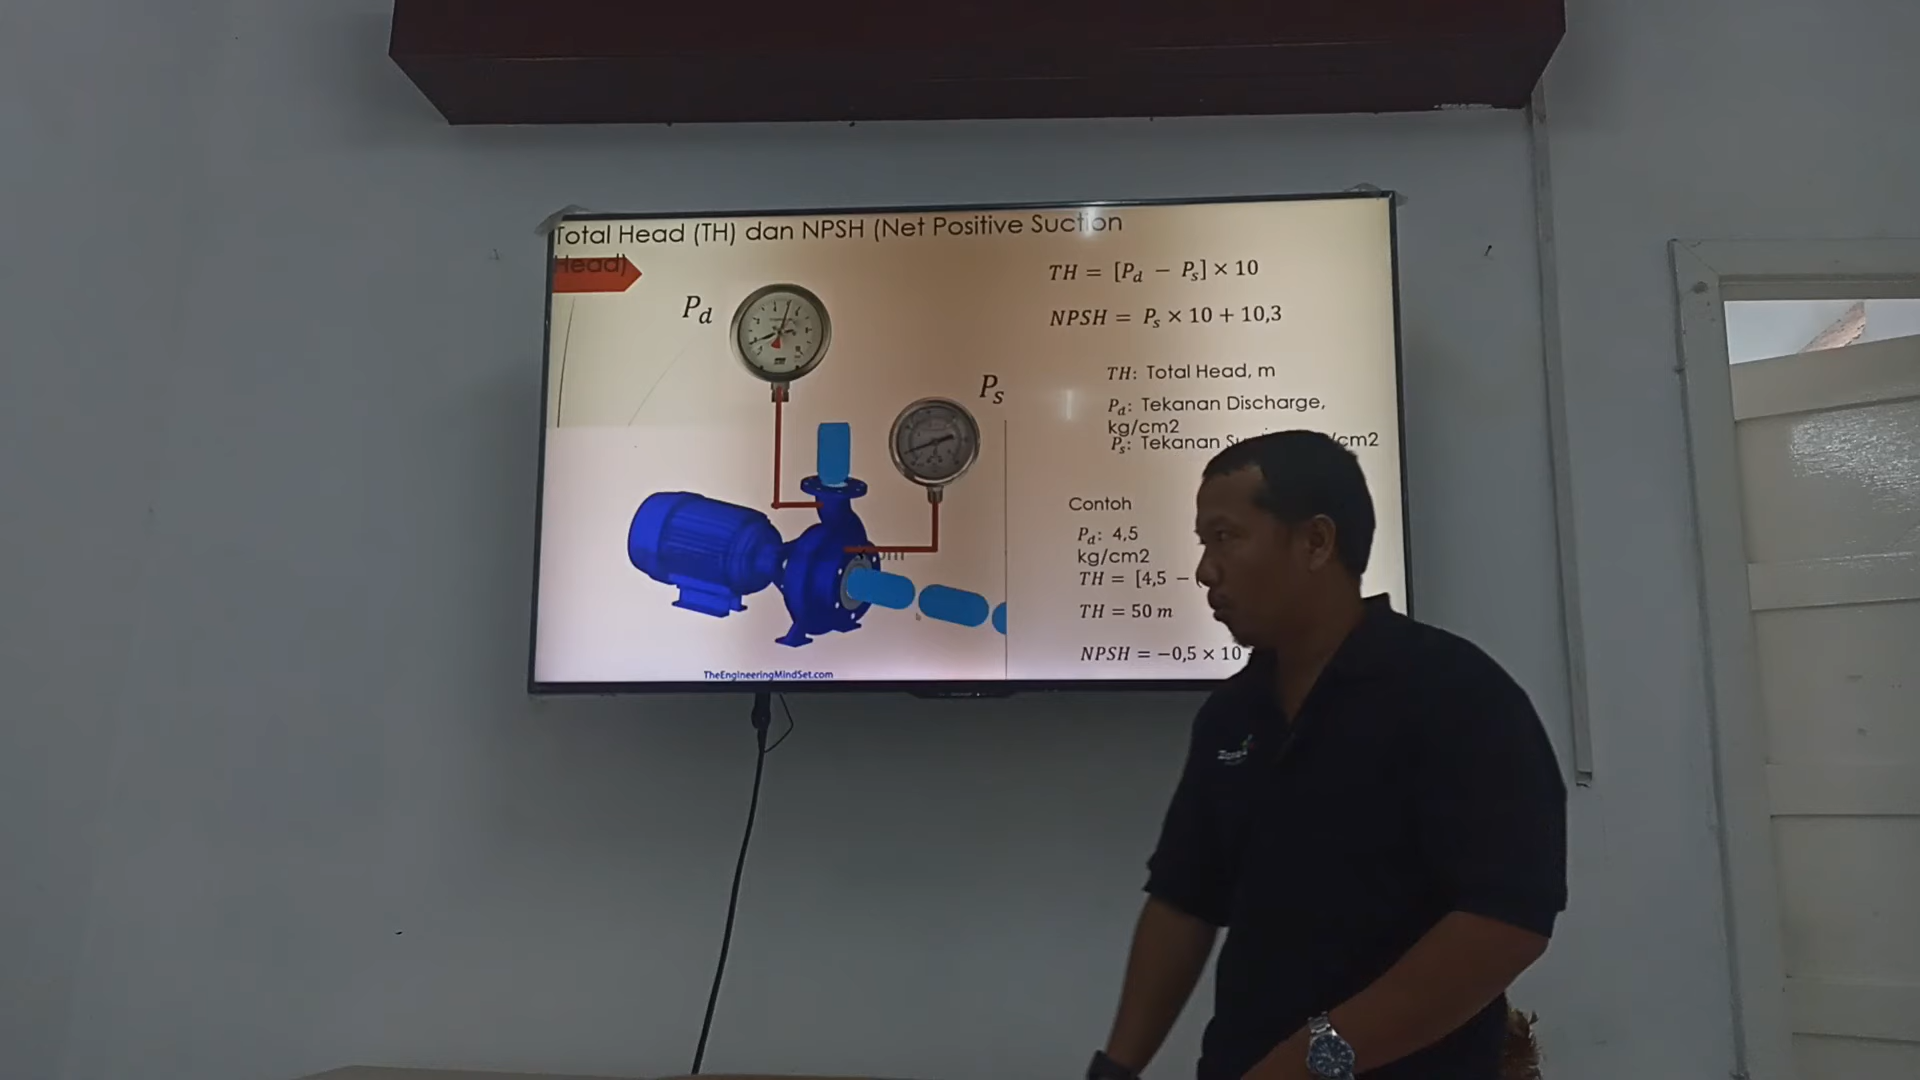 Total Head (TH) dan NPSH (Net Positive Suction
Head)
P_d
P_s
TH = [P_d − P_s] × 10
NPSH = P_s × 10 + 10,3
TH: Total Head, m
P_d: Tekanan Discharge,
kg/cm2
P_s: Tekanan /cm2
Contoh
P_d: 4,5
kg/cm2
TH = [4,5 −
TH = 50 m
NPSH = −0,5 × 10
TheEngineeringMindSet.com